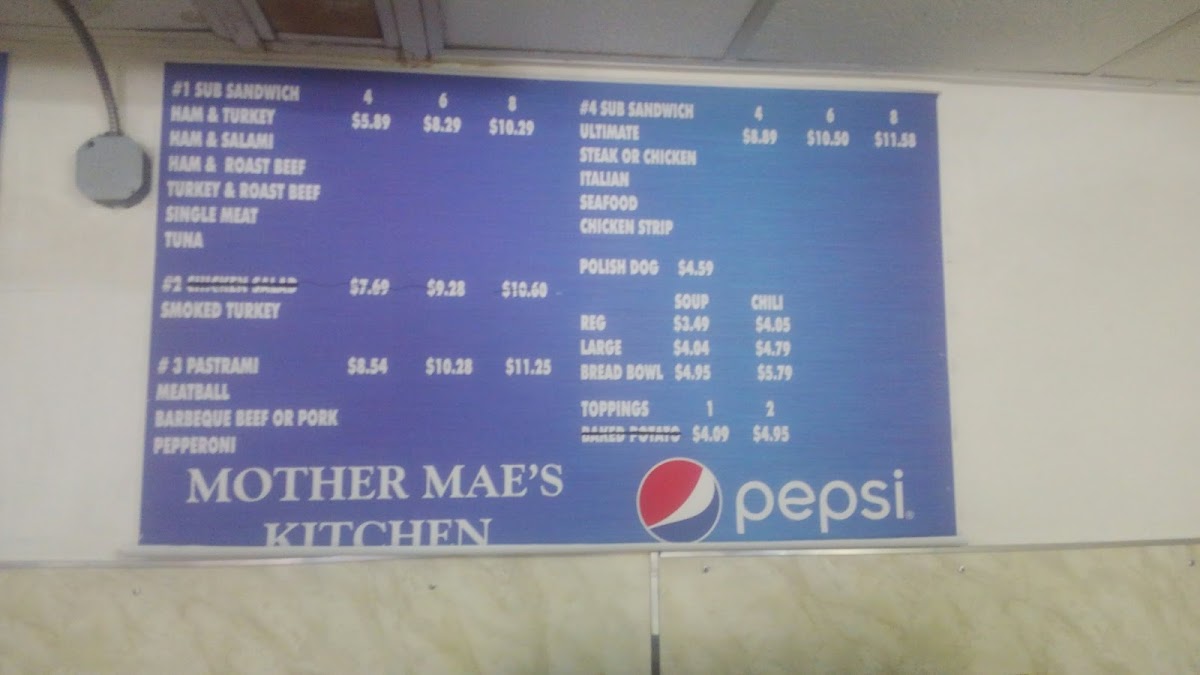 #1 SUB SANDWICH 4 6 8
HAM & TURKEY $5.89 $8.29 $10.29
HAM & SALAMI
HAM & ROAST BEEF
TURKEY & ROAST BEEF
SINGLE MEAT
TUNA
#2 CHICKEN SALAD $7.69 $9.28 $10.60
SMOKED TURKEY
# 3 PASTRAMI $8.54 $10.28 $11.25
MEATBALL
BARBEQUE BEEF OR PORK
PEPPERONI
MOTHER MAE'S
KITCHEN
#4 SUB SANDWICH 4 6 8
ULTIMATE $8.89 $10.50 $11.58
STEAK OR CHICKEN
ITALIAN
SEAFOOD
CHICKEN STRIP
POLISH DOG $4.59
SOUP CHILI
REG $3.49 $4.05
LARGE $4.04 $4.79
BREAD BOWL $4.95 $5.79
TOPPINGS 1 2
BAKED POTATO $4.09 $4.95
pepsi